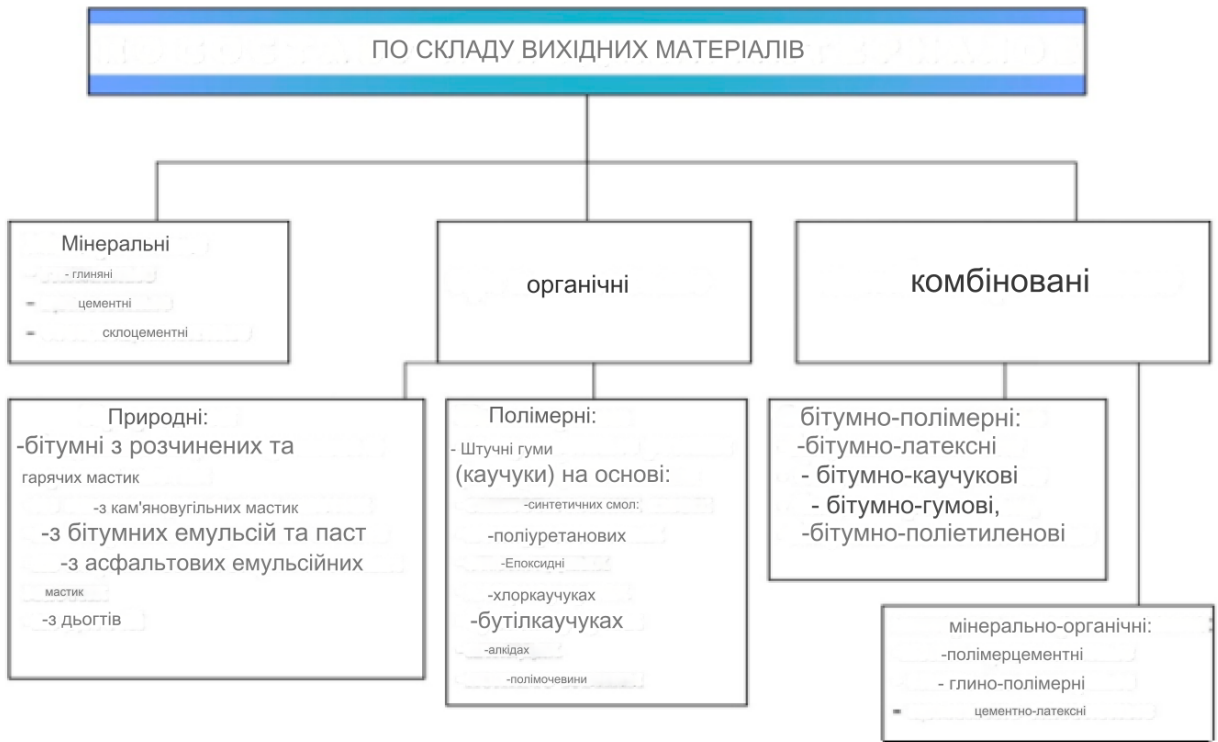 ПО СКЛАДУ ВИХІДНИХ МАТЕРІАЛІВ
Мінеральні
- глиняні
- цементні
- склоцементні
органічні
комбіновані
Природні:
-бітумні з розчинених та
гарячих мастик
-з кам'яновугільних мастик
-з бітумних емульсій та паст
-з асфальтових емульсійних
мастик
-з дьогтів
Полімерні:
- Штучні гуми
(каучуки) на основі:
-синтетичних смол:
-поліуретанових
-Епоксидні
-хлоркаучуках
-бутілкаучуках
-алкідах
-полімочевини
бітумно-полімерні:
-бітумно-латексні
- бітумно-каучукові
- бітумно-гумові,
-бітумно-поліетиленові
мінерально-органічні:
-полімерцементні
- глино-полімерні
- цементно-латексні